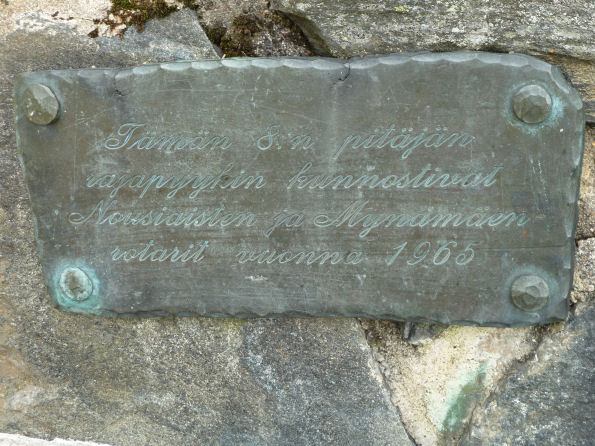 Tämän 8:n pitäjän
rajapyykin kunnostivat
Nousiaisten ja Mynämäen
rotarit vuonna 1965